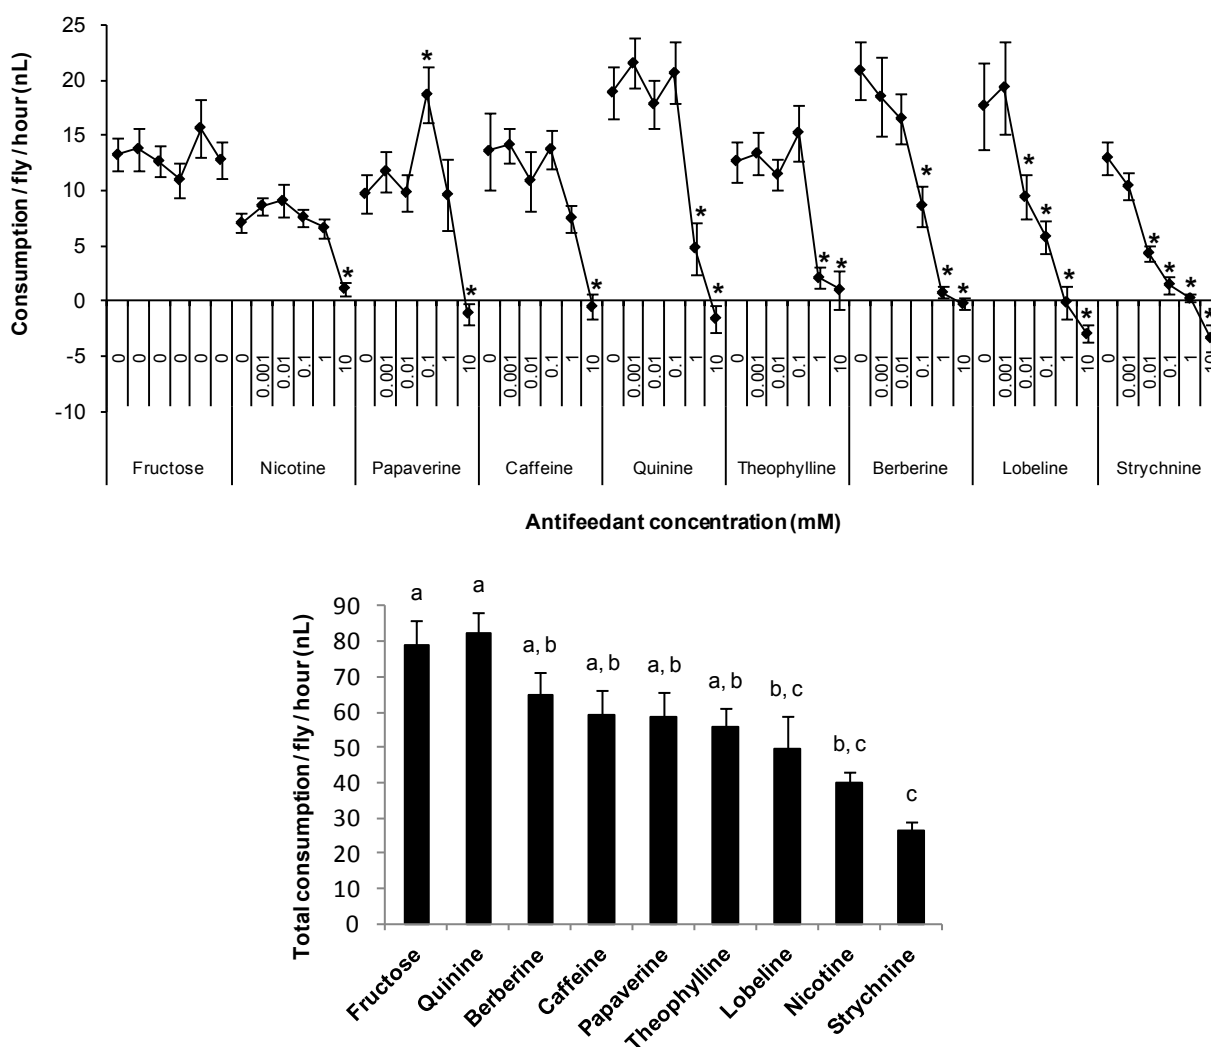 Consumption / fly / hour (nL)
25
20
15
10
5
0
-5
-10
* * * * * * * * * * * * * * * * * * * *
0 0 0 0 0 0 0 0.001 0.01 0.1 1 10 0 0.001 0.01 0.1 1 10 0 0.001 0.01 0.1 1 10 0 0.001 0.01 0.1 1 10 0 0.001 0.01 0.1 1 10 0 0.001 0.01 0.1 1 10 0 0.001 0.01 0.1 1 10 0 0.001 0.01 0.1 1 10
Fructose Nicotine Papaverine Caffeine Quinine Theophylline Berberine Lobeline Strychnine
Antifeedant concentration (mM)
Total consumption / fly / hour (nL)
90
80
70
60
50
40
30
20
10
0
a a a, b a, b a, b a, b b, c b, c c
Fructose Quinine Berberine Caffeine Papaverine Theophylline Lobeline Nicotine Strychnine